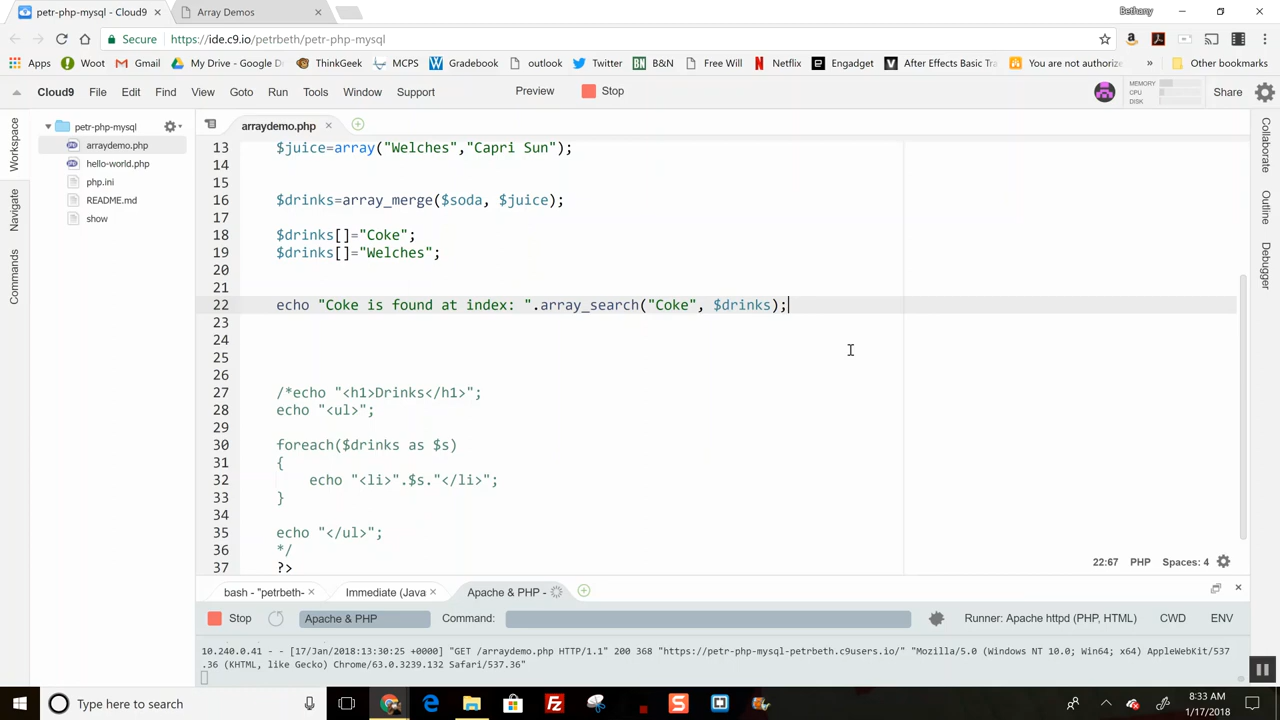 petr-php-mysql - Cloud9
Array Demos
Bethany
Secure
https://ide.c9.io/petrbeth/petr-php-mysql
Apps
Woot
Gmail
My Drive - Google D
ThinkGeek
MCPS
Gradebook
outlook
Twitter
B&N
Free Will
Netflix
Engadget
After Effects Basic Tra
You are not authorize
»
Other bookmarks
Cloud9 File Edit Find View Goto Run Tools Window Support
Preview
Stop
MEMORY
CPU
DISK
Share
Workspace
Navigate
Commands
petr-php-mysql
arraydemo.php
hello-world.php
php.ini
README.md
show
arraydemo.php
13 $juice=array("Welches","Capri Sun");
14
15
16 $drinks=array_merge($soda, $juice);
17
18 $drinks[]="Coke";
19 $drinks[]="Welches";
20
21
22 echo "Coke is found at index: ".array_search("Coke", $drinks);
23
24
25
26
27 /*echo "<h1>Drinks</h1>";
28 echo "<ul>";
29
30 foreach($drinks as $s)
31 {
32 echo "<li>".$s."</li>";
33 }
34
35 echo "</ul>";
36 */
37 ?>
22:67 PHP Spaces: 4
Collaborate
Outline
Debugger
bash - "petrbeth-
Immediate (Java
Apache & PHP -
Stop
Apache & PHP
Command:
Runner: Apache httpd (PHP, HTML)
CWD
ENV
10.240.0.41 - - [17/Jan/2018:13:30:25 +0000] "GET /arraydemo.php HTTP/1.1" 200 368 "https://petr-php-mysql-petrbeth.c9users.io/" "Mozilla/5.0 (Windows NT 10.0; Win64; x64) AppleWebKit/537
.36 (KHTML, like Gecko) Chrome/63.0.3239.132 Safari/537.36"
Type here to search
8:33 AM
1/17/2018